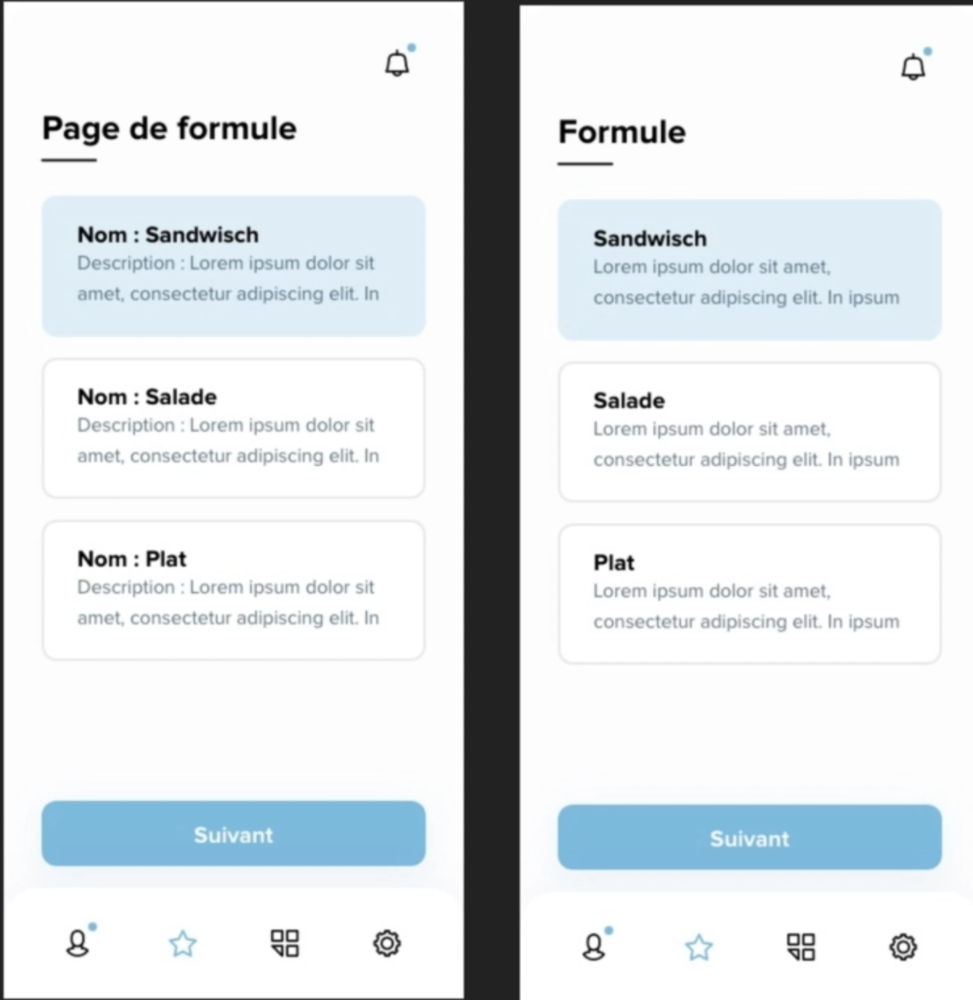 Page de formule
Nom : Sandwisch
Description : Lorem ipsum dolor sit
amet, consectetur adipiscing elit. In
Nom : Salade
Description : Lorem ipsum dolor sit
amet, consectetur adipiscing elit. In
Nom : Plat
Description : Lorem ipsum dolor sit
amet, consectetur adipiscing elit. In
Suivant
Formule
Sandwisch
Lorem ipsum dolor sit amet,
consectetur adipiscing elit. In ipsum
Salade
Lorem ipsum dolor sit amet,
consectetur adipiscing elit. In ipsum
Plat
Lorem ipsum dolor sit amet,
consectetur adipiscing elit. In ipsum
Suivant